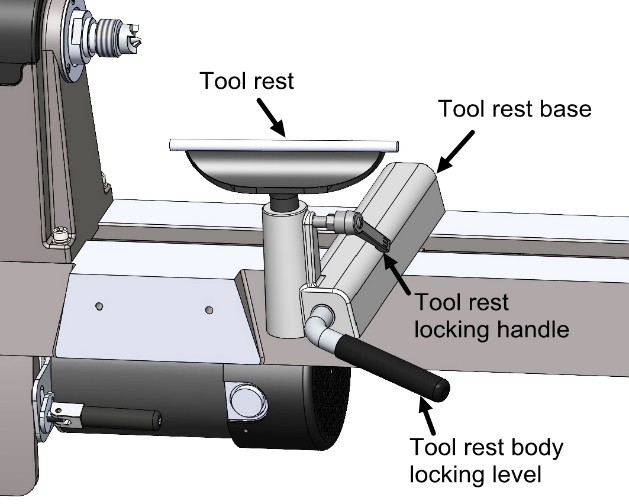 Tool rest
Tool rest base
Tool rest
locking handle
Tool rest body
locking level